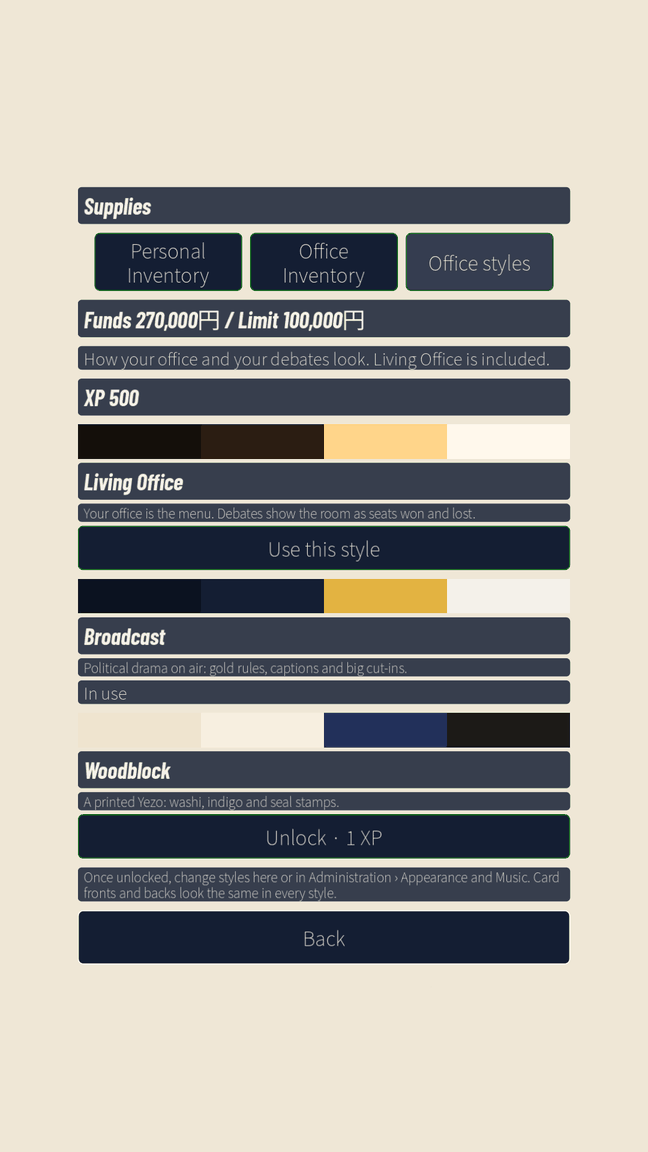 Supplies
Personal
Inventory
Office
Inventory
Office styles
Funds 270,000円 / Limit 100,000円
How your office and your debates look. Living Office is included.
XP 500
Living Office
Your office is the menu. Debates show the room as seats won and lost.
Use this style
Broadcast
Political drama on air: gold rules, captions and big cut-ins.
In use
Woodblock
A printed Yezo: washi, indigo and seal stamps.
Unlock · 1 XP
Once unlocked, change styles here or in Administration › Appearance and Music. Card
fronts and backs look the same in every style.
Back